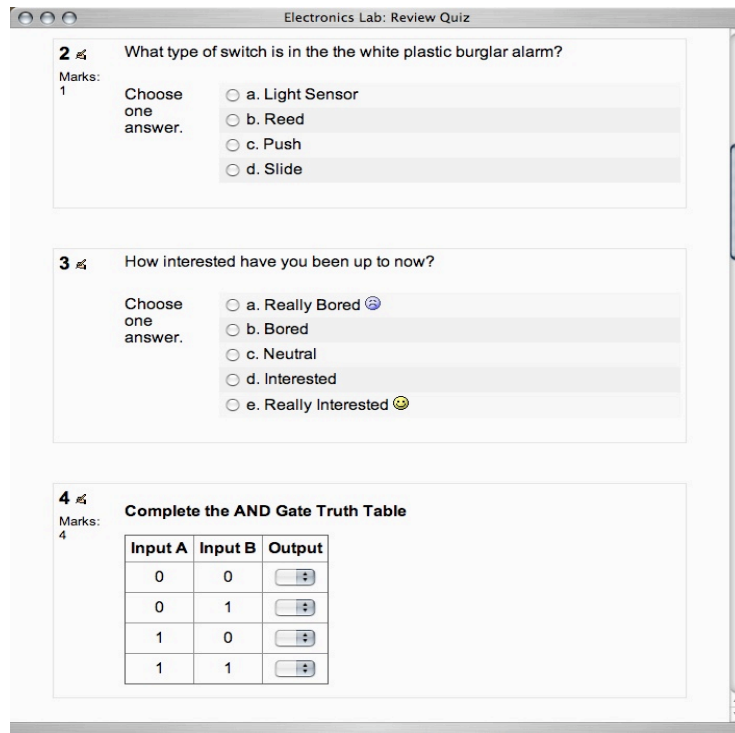 Electronics Lab: Review Quiz
2 What type of switch is in the the white plastic burglar alarm?
Marks:
1
Choose
one
answer.
a. Light Sensor
b. Reed
c. Push
d. Slide
3 How interested have you been up to now?
Choose
one
answer.
a. Really Bored
b. Bored
c. Neutral
d. Interested
e. Really Interested
4
Marks:
4
Complete the AND Gate Truth Table
Input A Input B Output
0 0
0 1
1 0
1 1